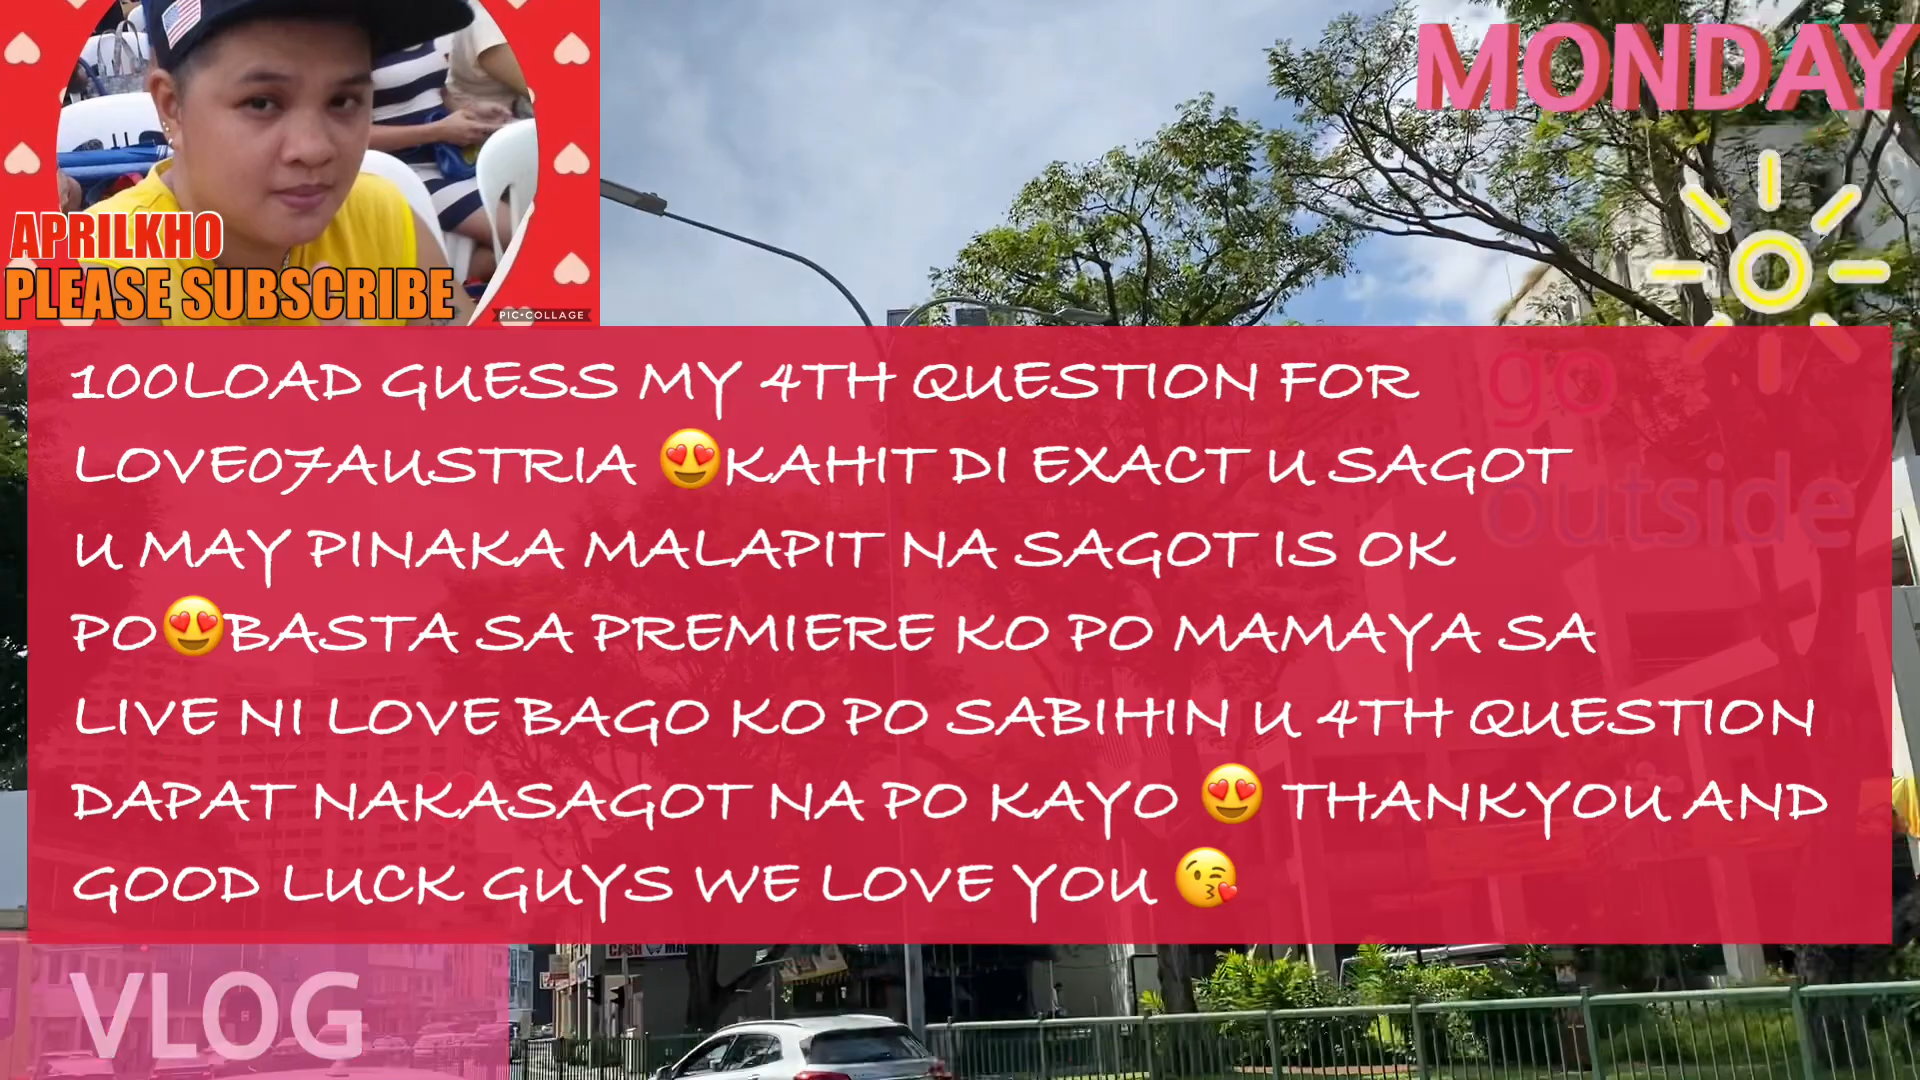 MONDAY
APRILKHO
PLEASE SUBSCRIBE
PIC•COLLAGE
go
outside
100LOAD GUESS MY 4TH QUESTION FOR
LOVE07AUSTRIA 😍KAHIT DI EXACT U SAGOT
U MAY PINAKA MALAPIT NA SAGOT IS OK
PO😍BASTA SA PREMIERE KO PO MAMAYA SA
LIVE NI LOVE BAGO KO PO SABIHIN U 4TH QUESTION
DAPAT NAKASAGOT NA PO KAYO 😍 THANKYOU AND
GOOD LUCK GUYS WE LOVE YOU 😘
VLOG